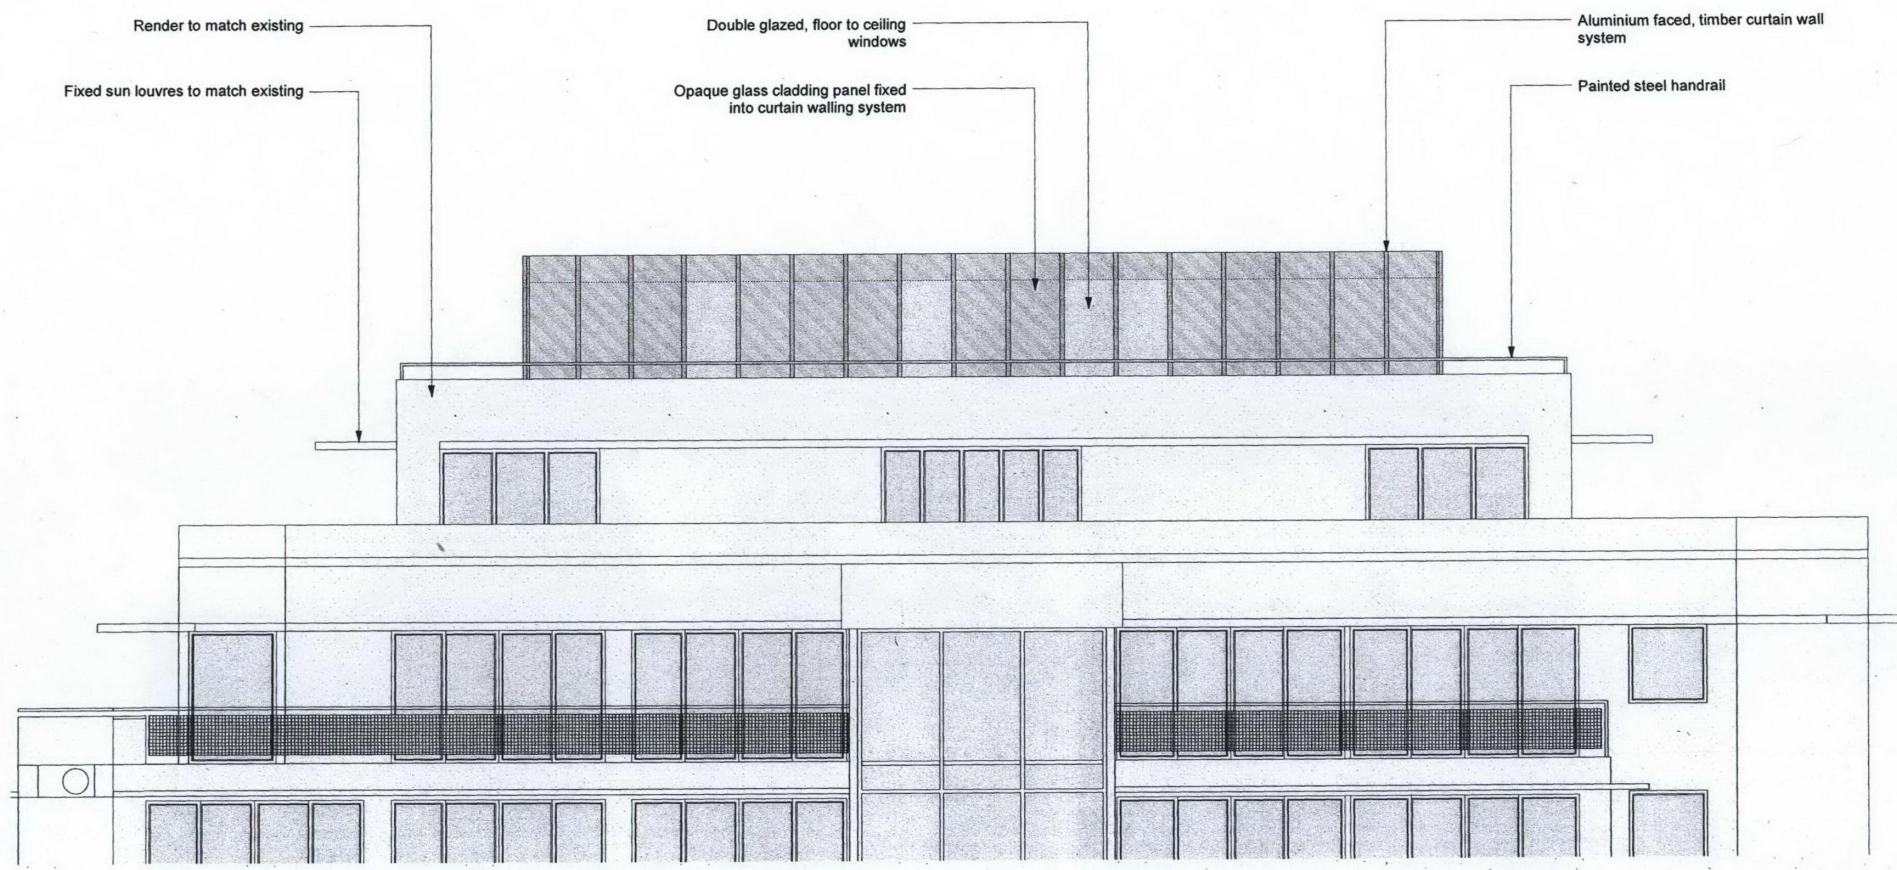 Render to match existing
Fixed sun louvres to match existing
Double glazed, floor to ceiling
windows
Opaque glass cladding panel fixed
into curtain walling system
Aluminium faced, timber curtain wall
system
Painted steel handrail